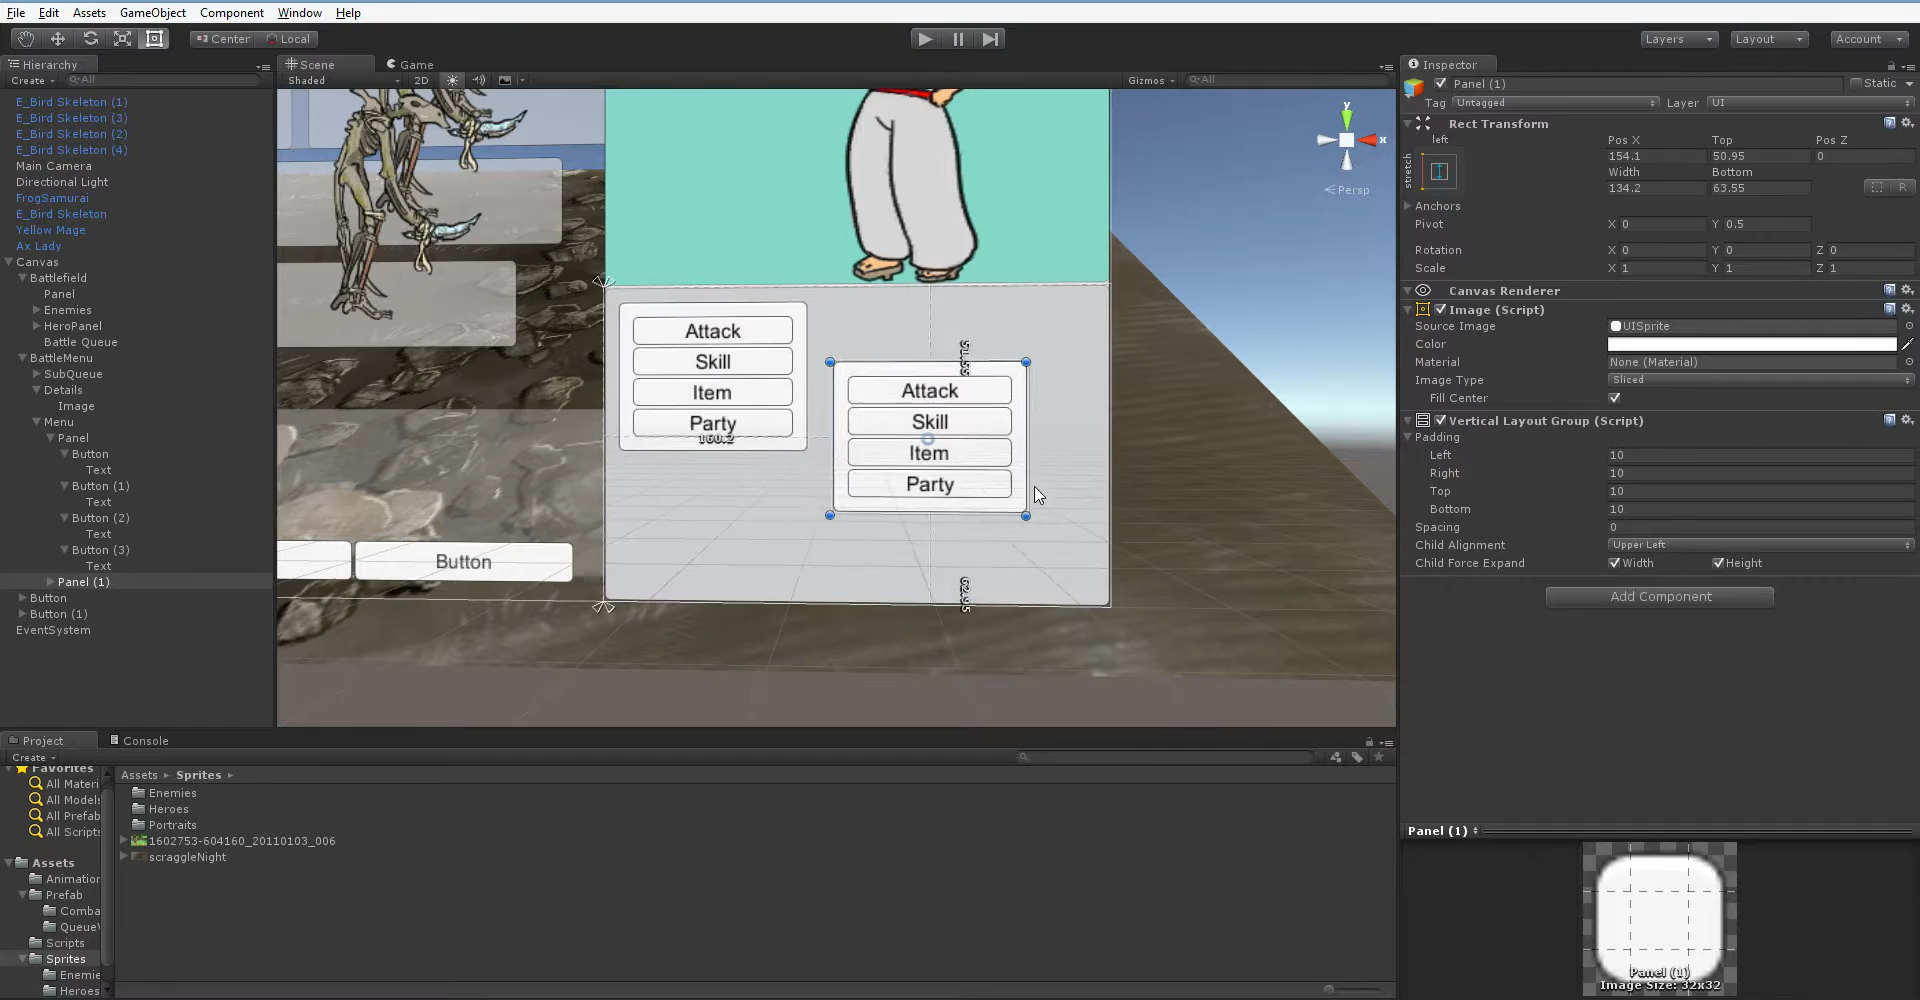 File Edit Assets GameObject Component Window Help
Center Local Layers Layout Account
Hierarchy
Create All
E_Bird Skeleton (1)
E_Bird Skeleton (3)
E_Bird Skeleton (2)
E_Bird Skeleton (4)
Main Camera
Directional Light
FrogSamurai
E_Bird Skeleton
Yellow Mage
Ax Lady
Canvas
Battlefield
Panel
Enemies
HeroPanel
Battle Queue
BattleMenu
SubQueue
Details
Image
Menu
Panel
Button
Text
Button (1)
Text
Button (2)
Text
Button (3)
Text
Panel (1)
Button
Button (1)
EventSystem
Scene Game
Shaded 2D Gizmos All
y
x
Persp
Attack
Skill
Item
Party
160.2
Attack
Skill
Item
Party
Button
Inspector
Panel (1) Static
Tag Untagged Layer UI
Rect Transform
left Pos X Top Pos Z
stretch 154.1 50.95 0
Width Bottom
134.2 63.55 R
Anchors
Pivot X 0 Y 0.5
Rotation X 0 Y 0 Z 0
Scale X 1 Y 1 Z 1
Canvas Renderer
Image (Script)
Source Image UISprite
Color
Material None (Material)
Image Type Sliced
Fill Center
Vertical Layout Group (Script)
Padding
Left 10
Right 10
Top 10
Bottom 10
Spacing 0
Child Alignment Upper Left
Child Force Expand Width Height
Add Component
Panel (1)
Panel (1)
Image Size: 32x32
Project Console
Create
Favorites
All Materi
All Models
All Prefab
All Scripts
Assets
Animation
Prefab
Comba
Queue
Scripts
Sprites
Enemie
Heroes
Assets Sprites
Enemies
Heroes
Portraits
1602753-604160_20110103_006
scraggleNight